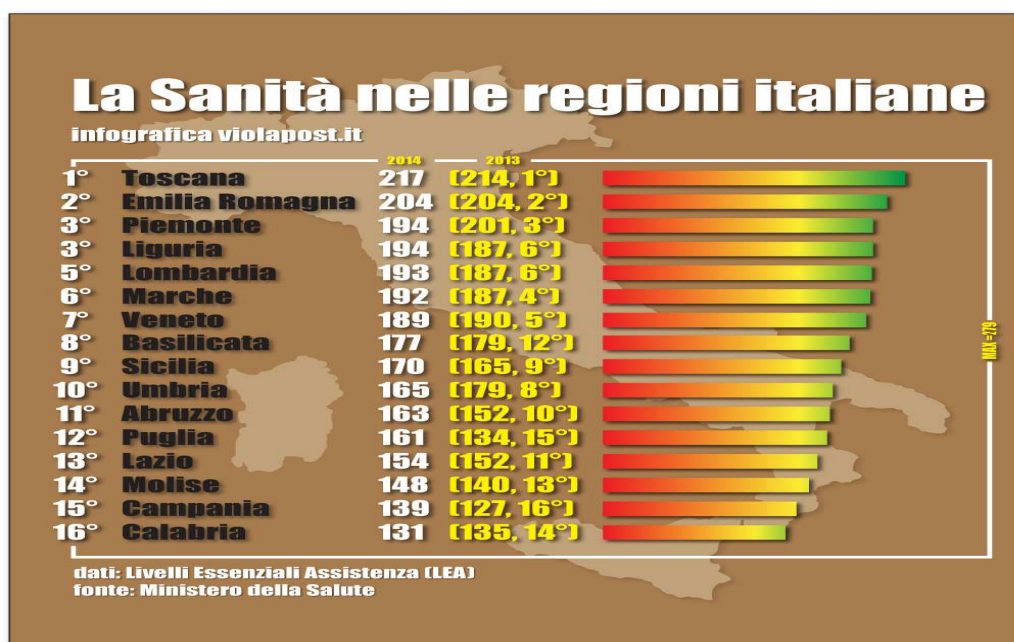 La Sanità nelle regioni italiane
infografica violapost.it
2014 2013
1° Toscana 217 (214, 1°)
2° Emilia Romagna 204 (204, 2°)
3° Piemonte 194 (201, 3°)
3° Liguria 194 (187, 6°)
5° Lombardia 193 (187, 6°)
6° Marche 192 (187, 4°)
7° Veneto 189 (190, 5°)
8° Basilicata 177 (179, 12°)
9° Sicilia 170 (165, 9°)
10° Umbria 165 (179, 8°)
11° Abruzzo 163 (152, 10°)
12° Puglia 161 (134, 15°)
13° Lazio 154 (152, 11°)
14° Molise 148 (140, 13°)
15° Campania 139 (127, 16°)
16° Calabria 131 (135, 14°)
MAX =279
dati: Livelli Essenziali Assistenza (LEA)
fonte: Ministero della Salute